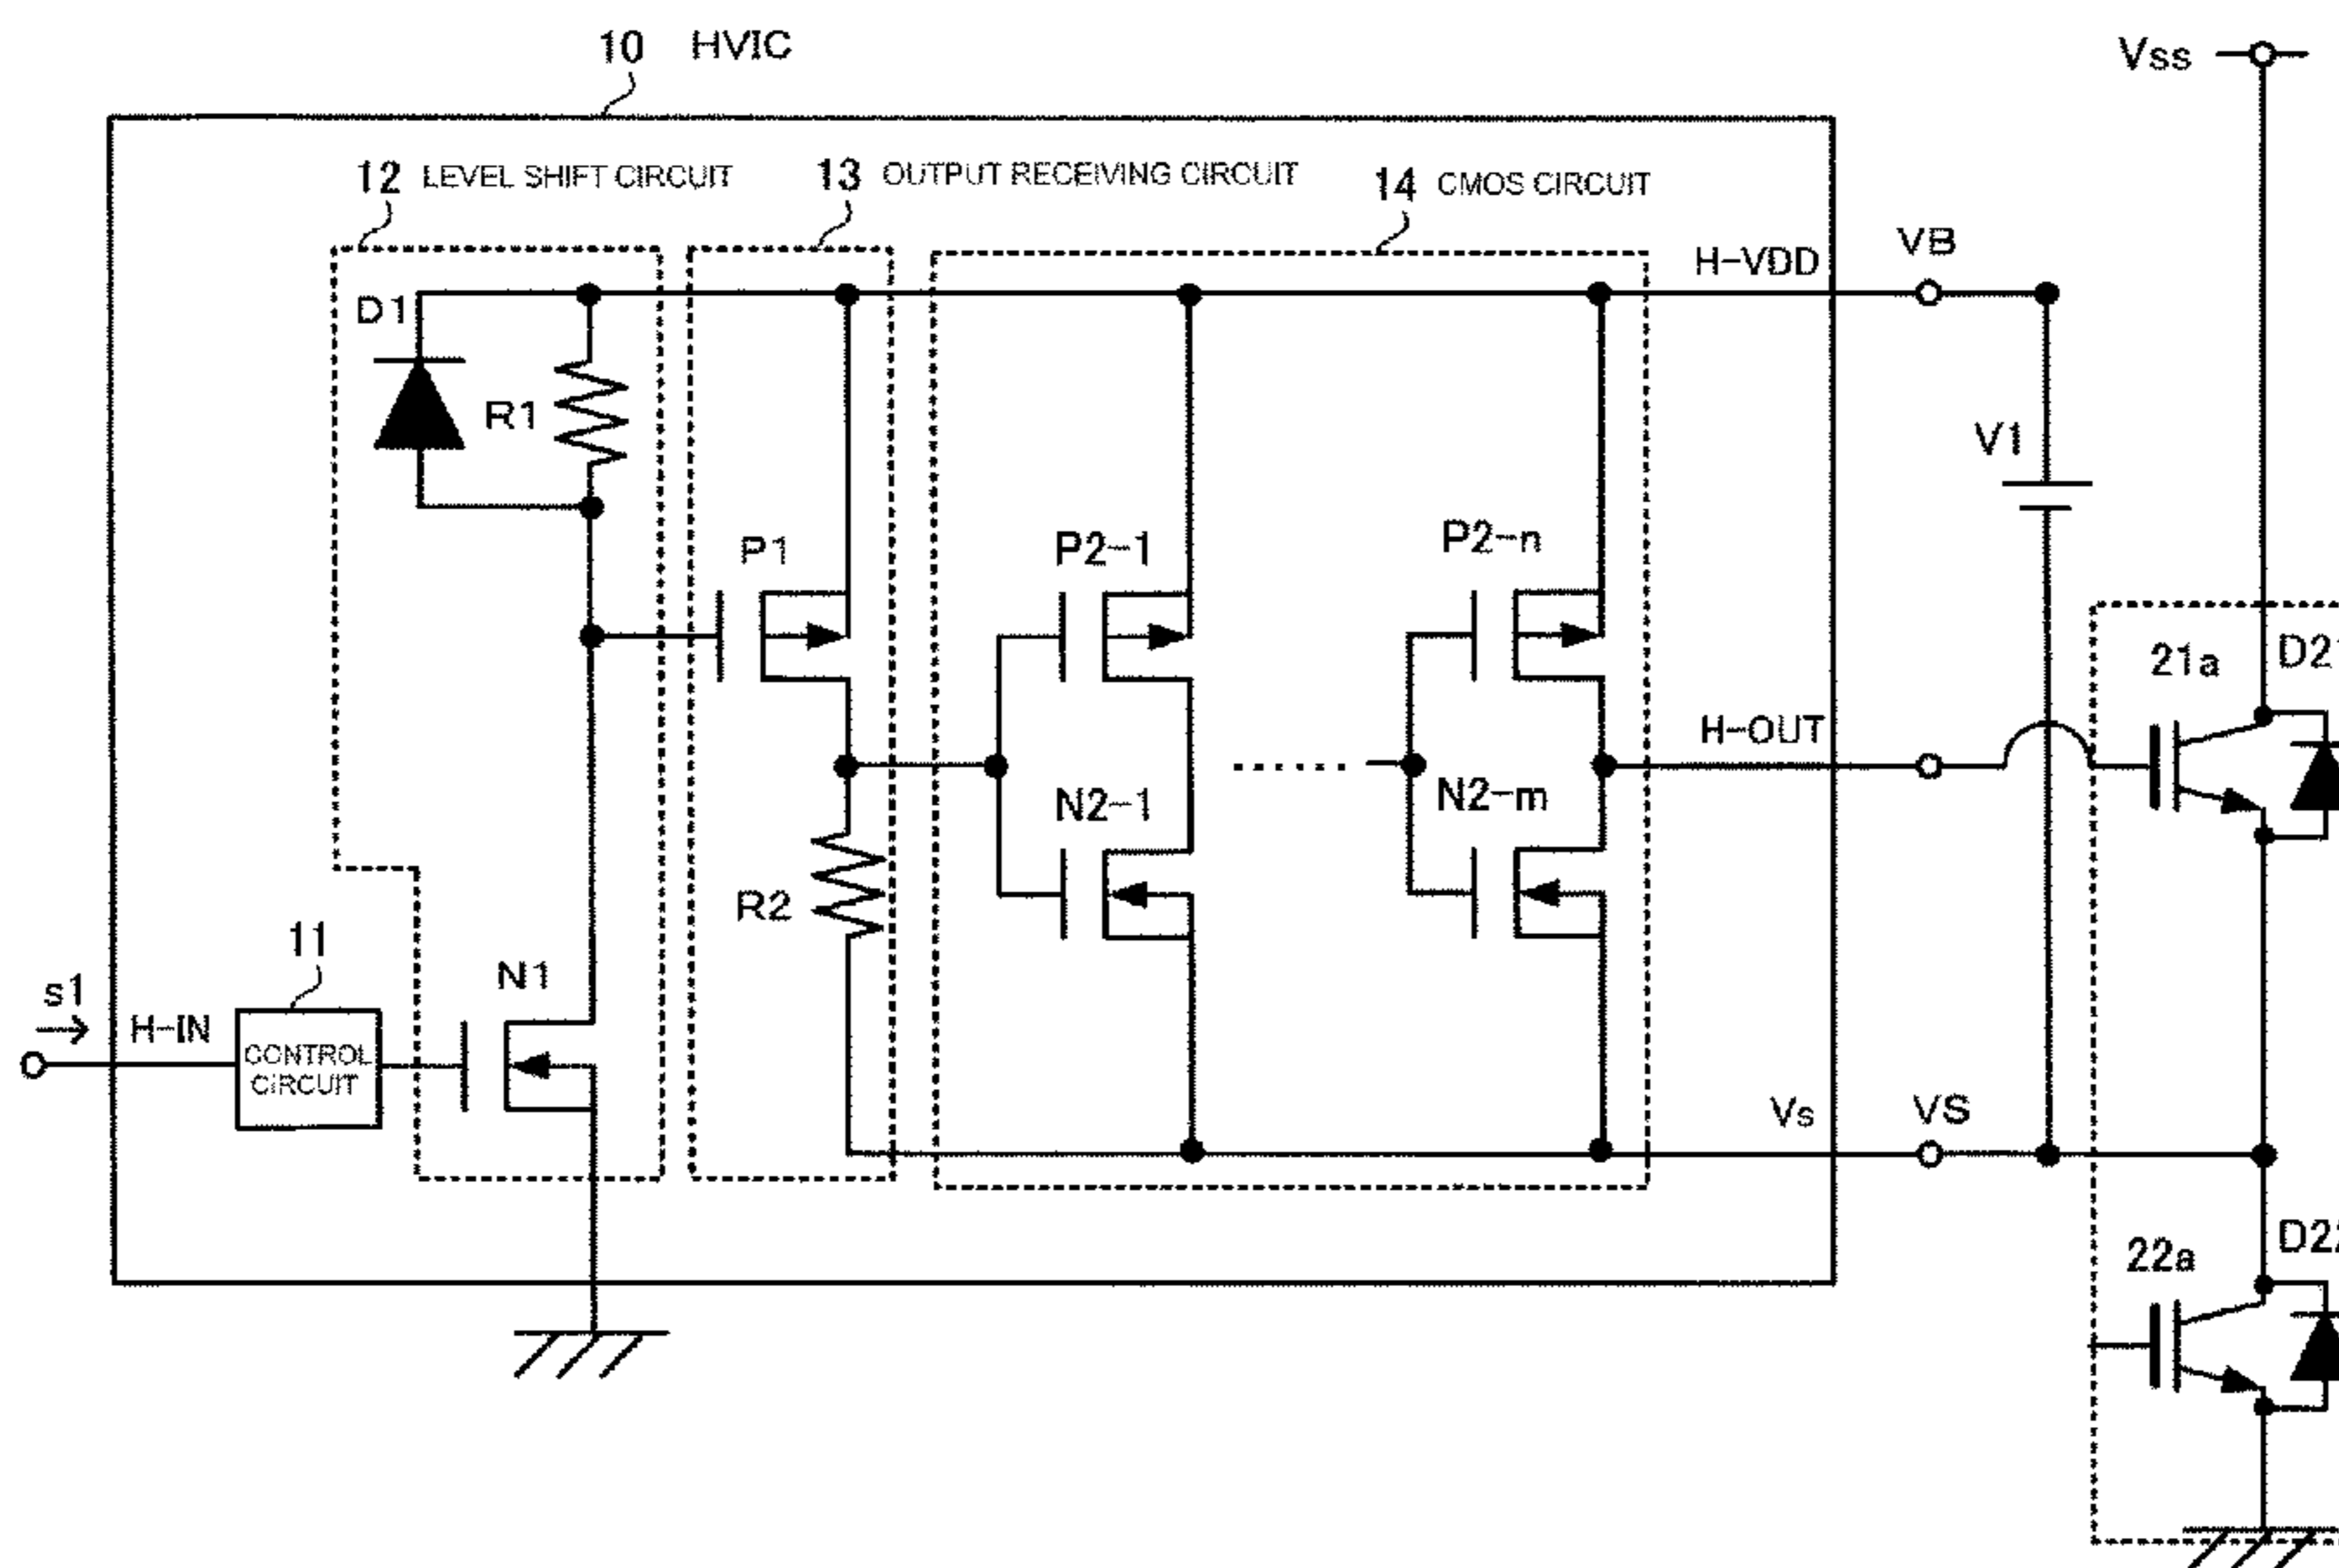 10 HVIC
Vss
12 LEVEL SHIFT CIRCUIT
13 OUTPUT RECEIVING CIRCUIT
14 CMOS CIRCUIT
H-VDD
VB
D1
R1
V1
P1
P2-1
P2-n
21a
D21
H-OUT
N2-1
N2-m
R2
11
N1
s1
H-IN
CONTROL
CIRCUIT
Vs
VS
22a
D22